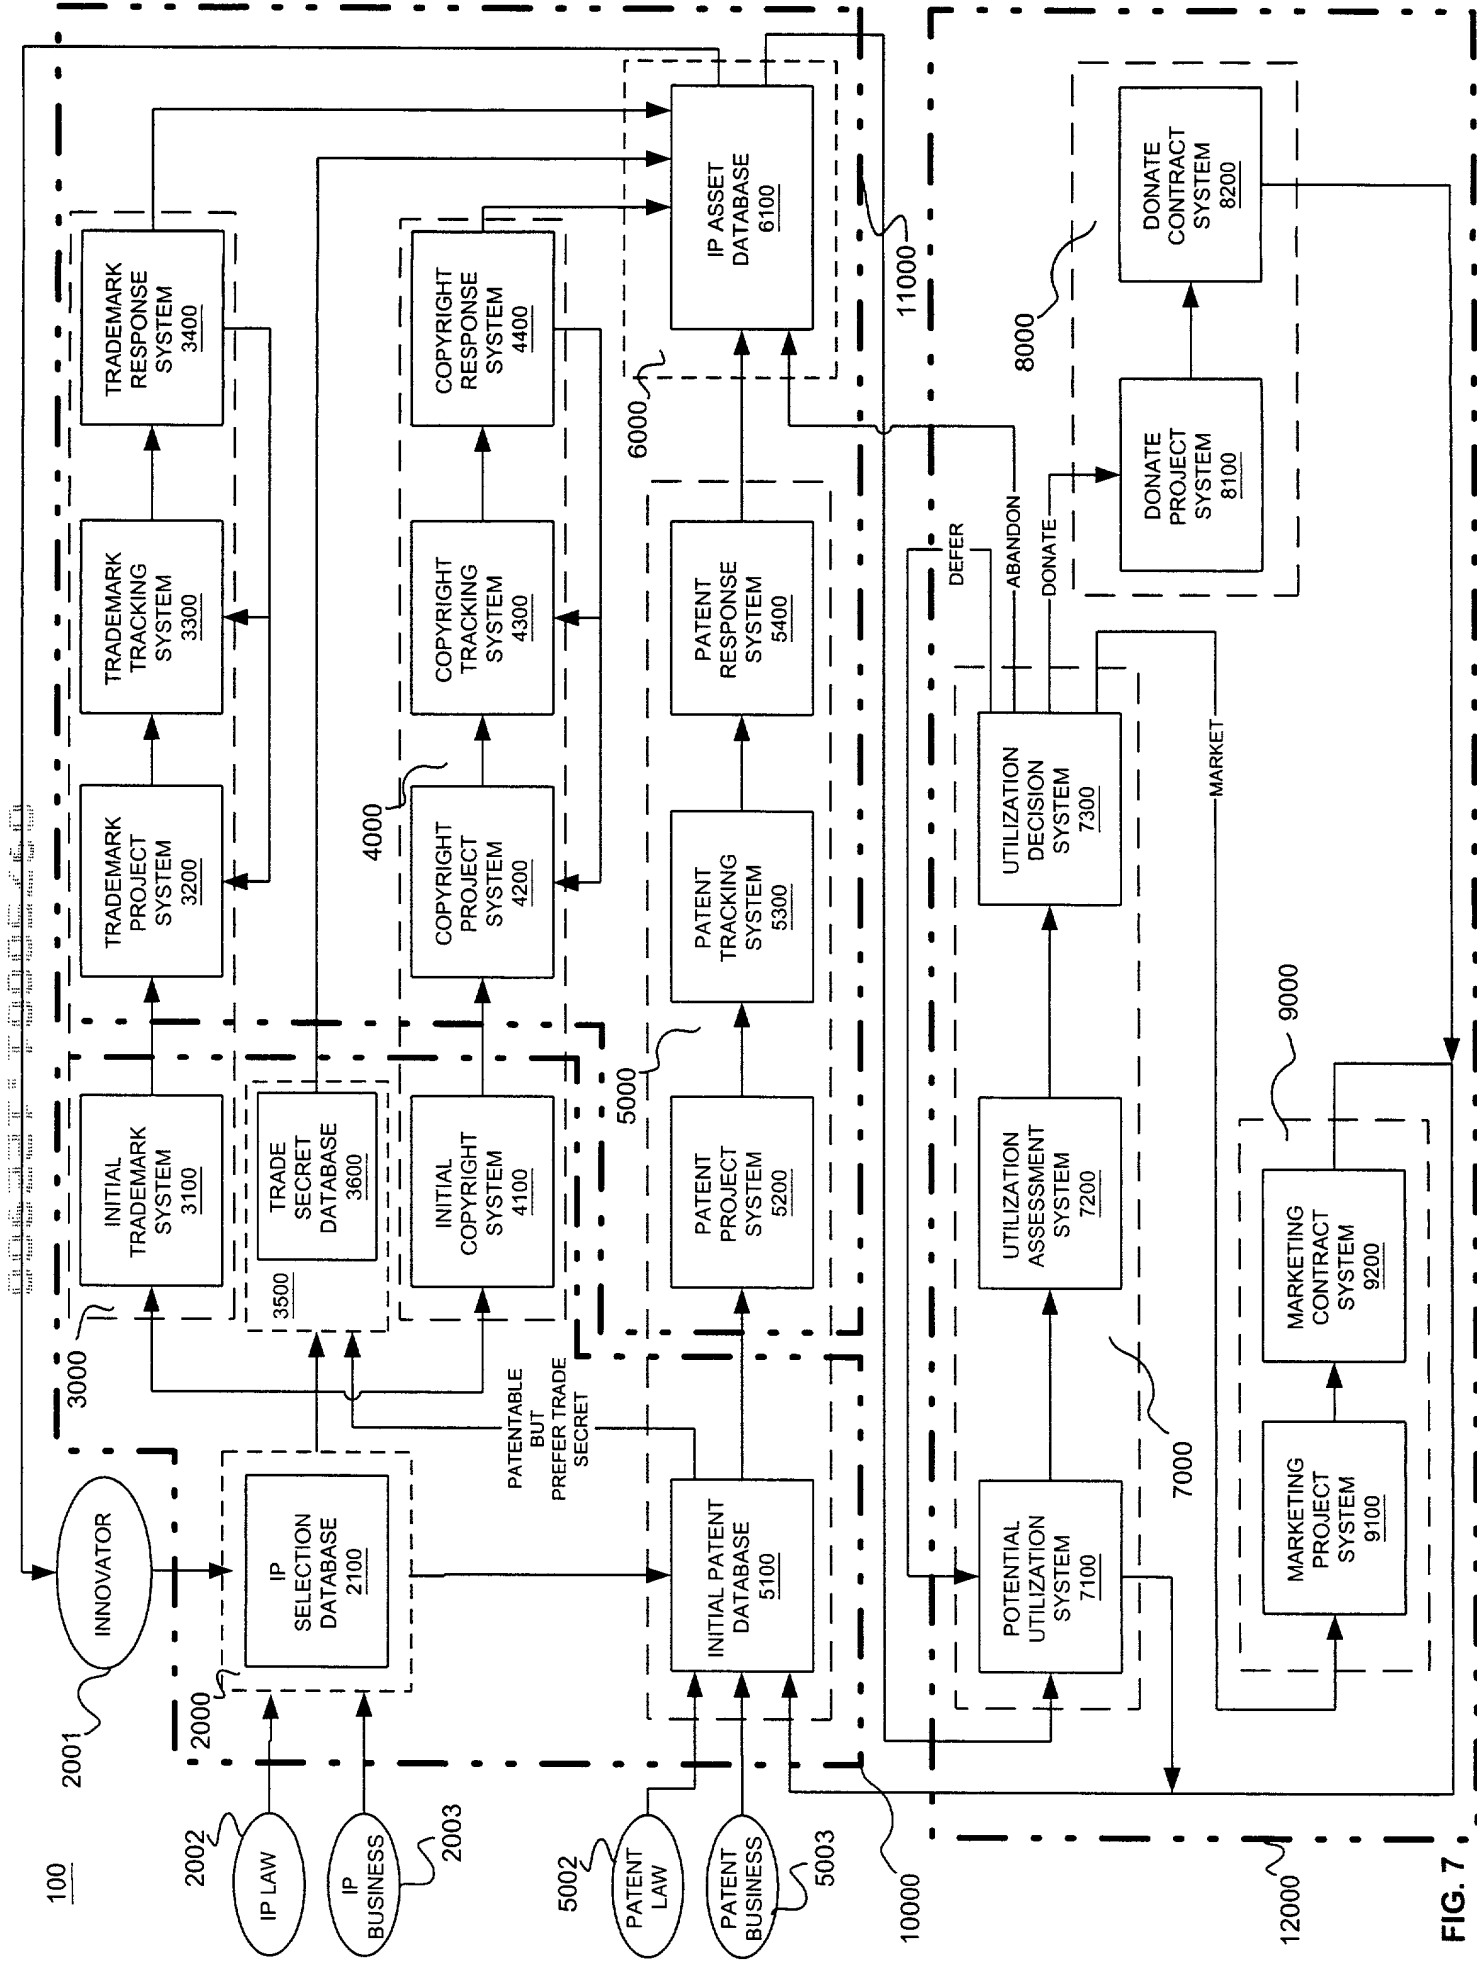 100
2001
INNOVATOR
2002
IP LAW
2003
IP
BUSINESS
2000
IP
SELECTION
DATABASE
2100
3000
INITIAL
TRADEMARK
SYSTEM
3100
TRADEMARK
PROJECT
SYSTEM
3200
TRADEMARK
TRACKING
SYSTEM
3300
TRADEMARK
RESPONSE
SYSTEM
3400
3500
TRADE
SECRET
DATABASE
3600
4000
INITIAL
COPYRIGHT
SYSTEM
4100
COPYRIGHT
PROJECT
SYSTEM
4200
COPYRIGHT
TRACKING
SYSTEM
4300
COPYRIGHT
RESPONSE
SYSTEM
4400
PATENTABLE
BUT
PREFER TRADE
SECRET
5002
PATENT
LAW
PATENT
BUSINESS
5003
5000
INITIAL PATENT
DATABASE
5100
PATENT
PROJECT
SYSTEM
5200
PATENT
TRACKING
SYSTEM
5300
PATENT
RESPONSE
SYSTEM
5400
6000
IP ASSET
DATABASE
6100
10000
11000
DEFER
ABANDON
DONATE
MARKET
7000
POTENTIAL
UTILIZATION
SYSTEM
7100
UTILIZATION
ASSESSMENT
SYSTEM
7200
UTILIZATION
DECISION
SYSTEM
7300
8000
DONATE
PROJECT
SYSTEM
8100
DONATE
CONTRACT
SYSTEM
8200
9000
MARKETING
PROJECT
SYSTEM
9100
MARKETING
CONTRACT
SYSTEM
9200
12000
FIG. 7